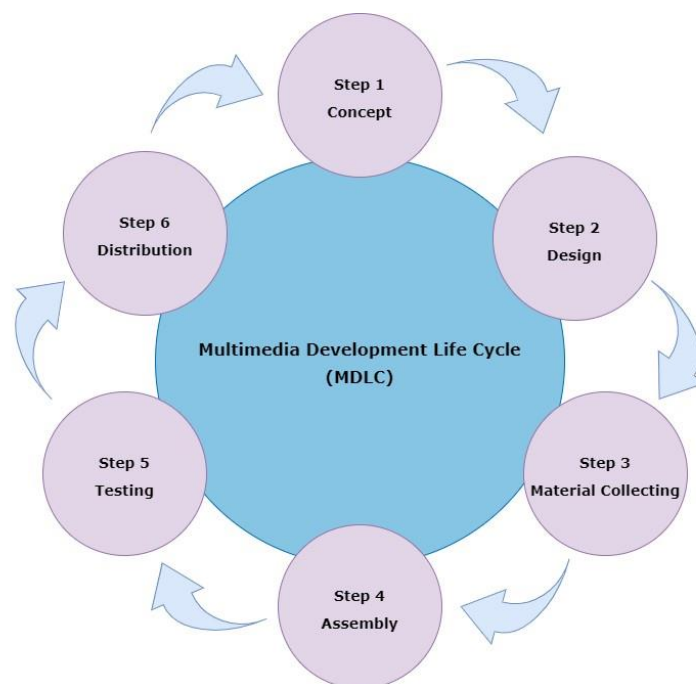 Step 1
Concept
Step 2
Design
Step 3
Material Collecting
Step 4
Assembly
Step 5
Testing
Step 6
Distribution
Multimedia Development Life Cycle
(MDLC)